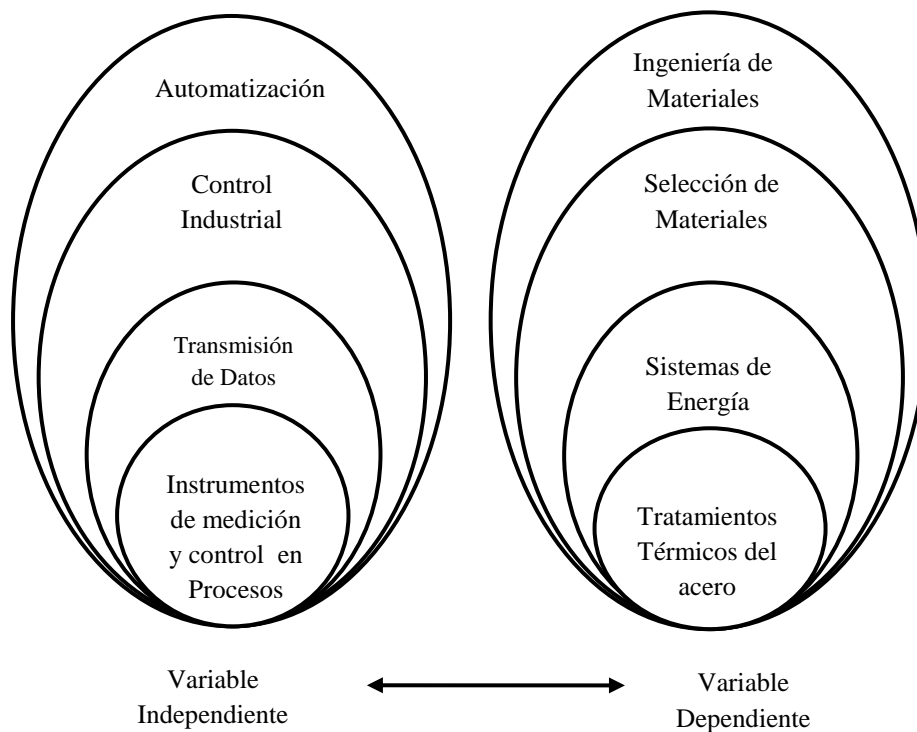 Automatización
Control
Industrial
Transmisión
de Datos
Instrumentos
de medición
y control en
Procesos
Variable
Independiente
Ingeniería de
Materiales
Selección de
Materiales
Sistemas de
Energía
Tratamientos
Térmicos del
acero
Variable
Dependiente